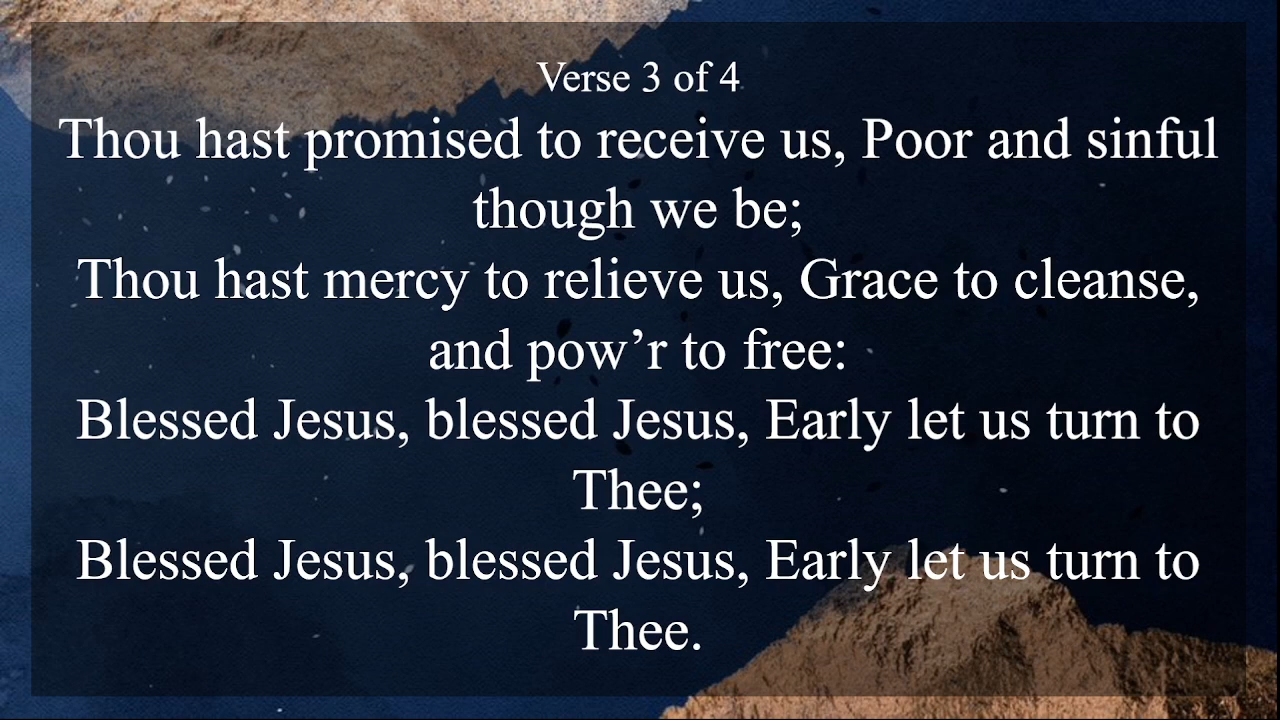 Verse 3 of 4
Thou hast promised to receive us, Poor and sinful
though we be;
Thou hast mercy to relieve us, Grace to cleanse,
and pow’r to free:
Blessed Jesus, blessed Jesus, Early let us turn to
Thee;
Blessed Jesus, blessed Jesus, Early let us turn to
Thee.